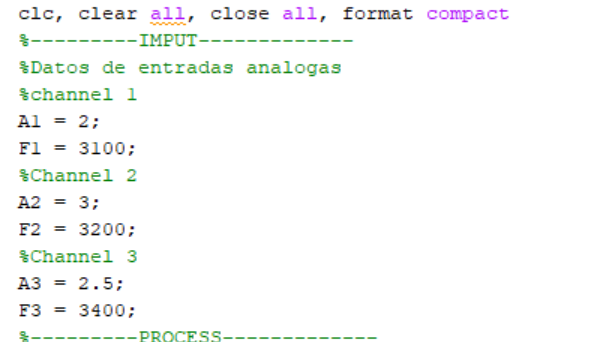 clc, clear all, close all, format compact
%---------IMPUT-------------
%Datos de entradas analogas
%channel 1
A1 = 2;
F1 = 3100;
%Channel 2
A2 = 3;
F2 = 3200;
%Channel 3
A3 = 2.5;
F3 = 3400;
%---------PROCESS-------------